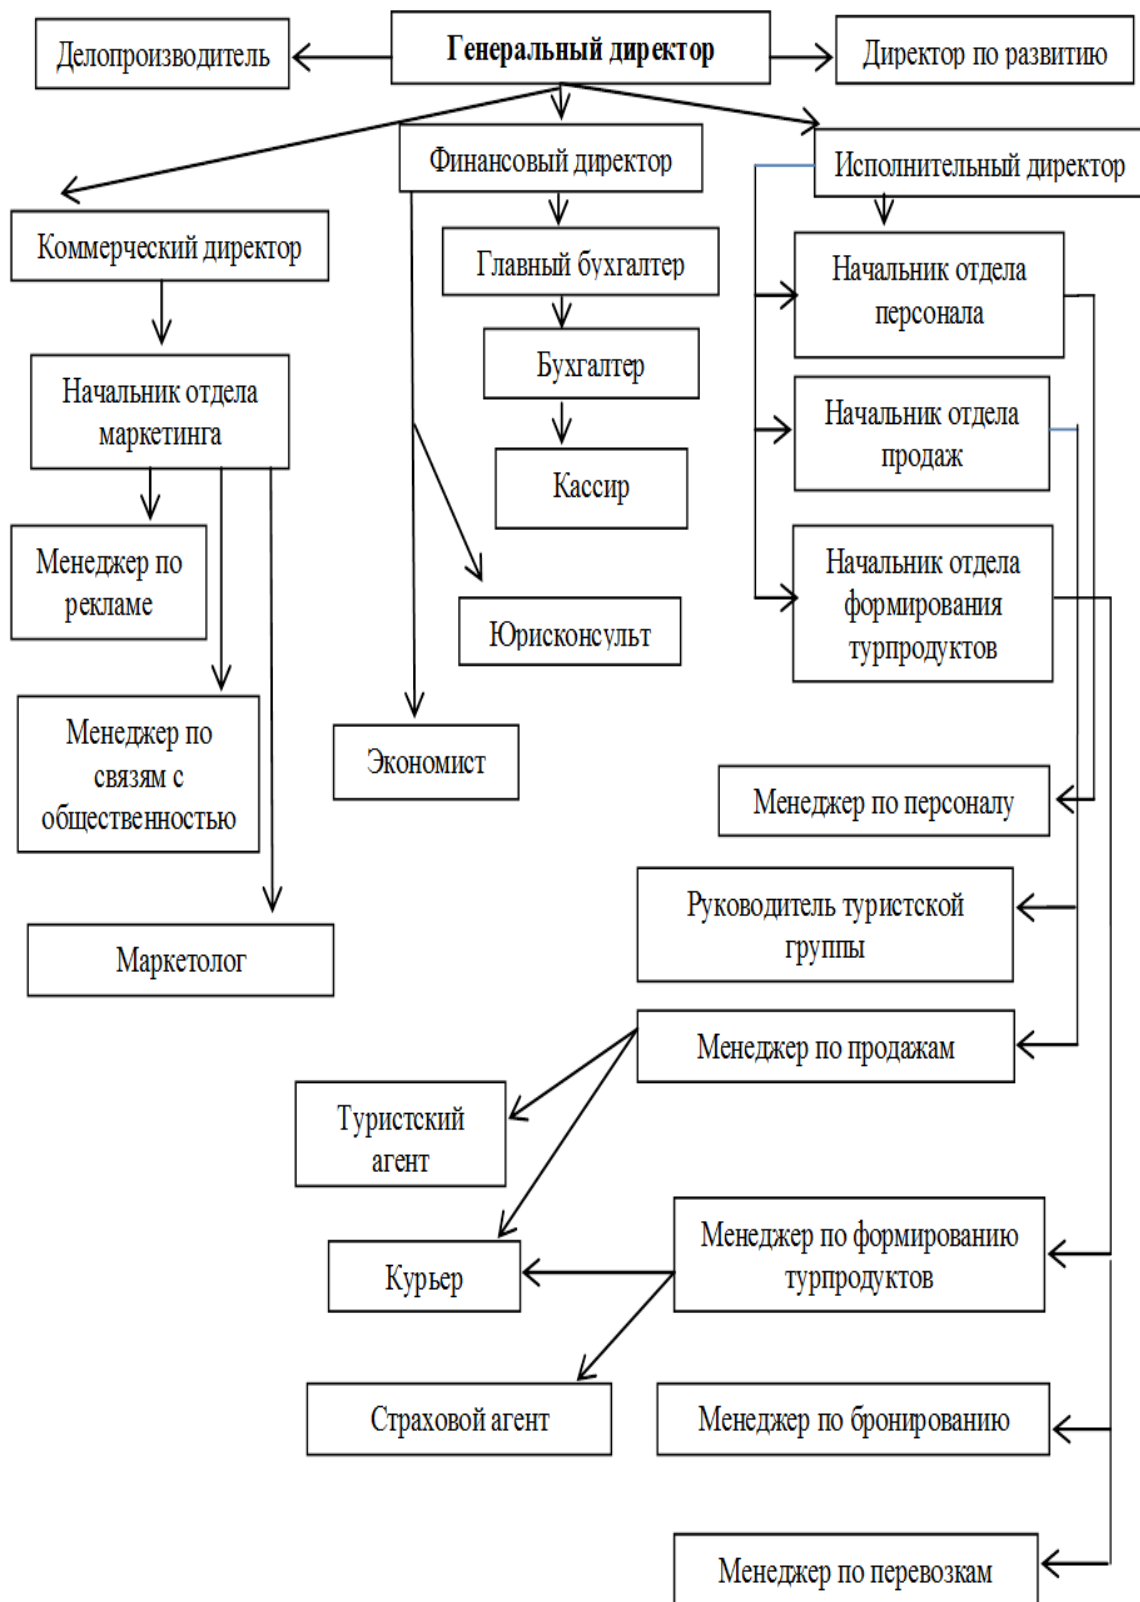 Делопроизводитель
Генеральный директор
Директор по развитию
Финансовый директор
Исполнительный директор
Коммерческий директор
Главный бухгалтер
Начальник отдела
персонала
Бухгалтер
Начальник отдела
маркетинга
Начальник отдела
продаж
Кассир
Менеджер по
рекламе
Начальник отдела
формирования
турпродуктов
Юрисконсульт
Менеджер по
связям с
общественностью
Экономист
Менеджер по персоналу
Руководитель туристской
группы
Маркетолог
Менеджер по продажам
Туристский
агент
Менеджер по формированию
турпродуктов
Курьер
Страховой агент
Менеджер по бронированию
Менеджер по перевозкам